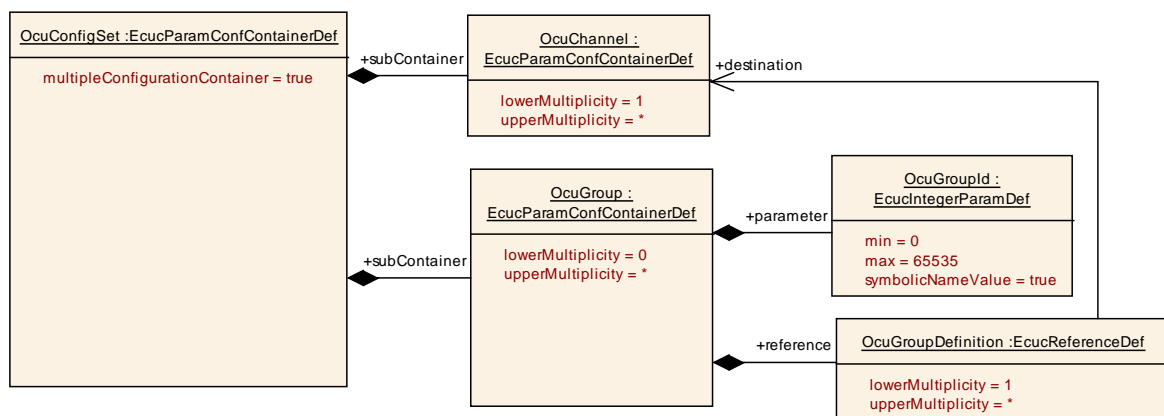 OcuConfigSet :EcucParamConfContainerDef
multipleConfigurationContainer = true
+subContainer
OcuChannel :
EcucParamConfContainerDef
lowerMultiplicity = 1
upperMultiplicity = *
+destination
+subContainer
OcuGroup :
EcucParamConfContainerDef
lowerMultiplicity = 0
upperMultiplicity = *
+parameter
OcuGroupId :
EcucIntegerParamDef
min = 0
max = 65535
symbolicNameValue = true
+reference
OcuGroupDefinition :EcucReferenceDef
lowerMultiplicity = 1
upperMultiplicity = *